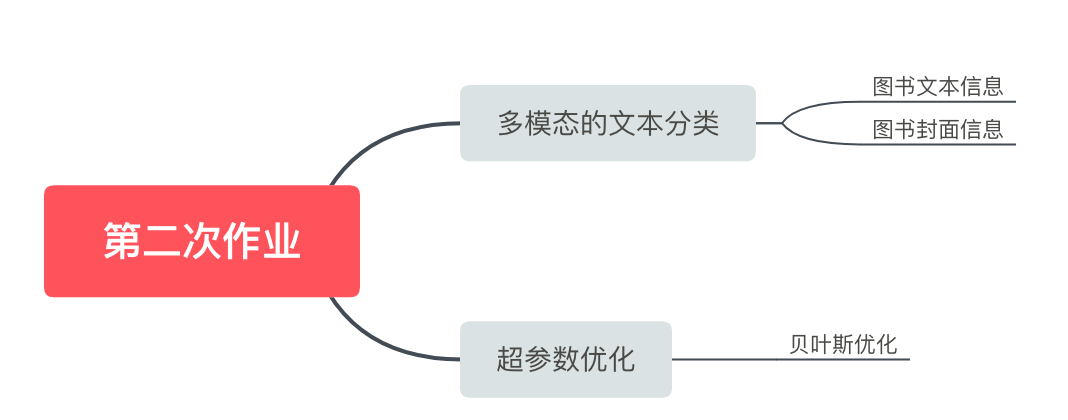 第二次作业
多模态的文本分类
图书文本信息
图书封面信息
超参数优化
贝叶斯优化